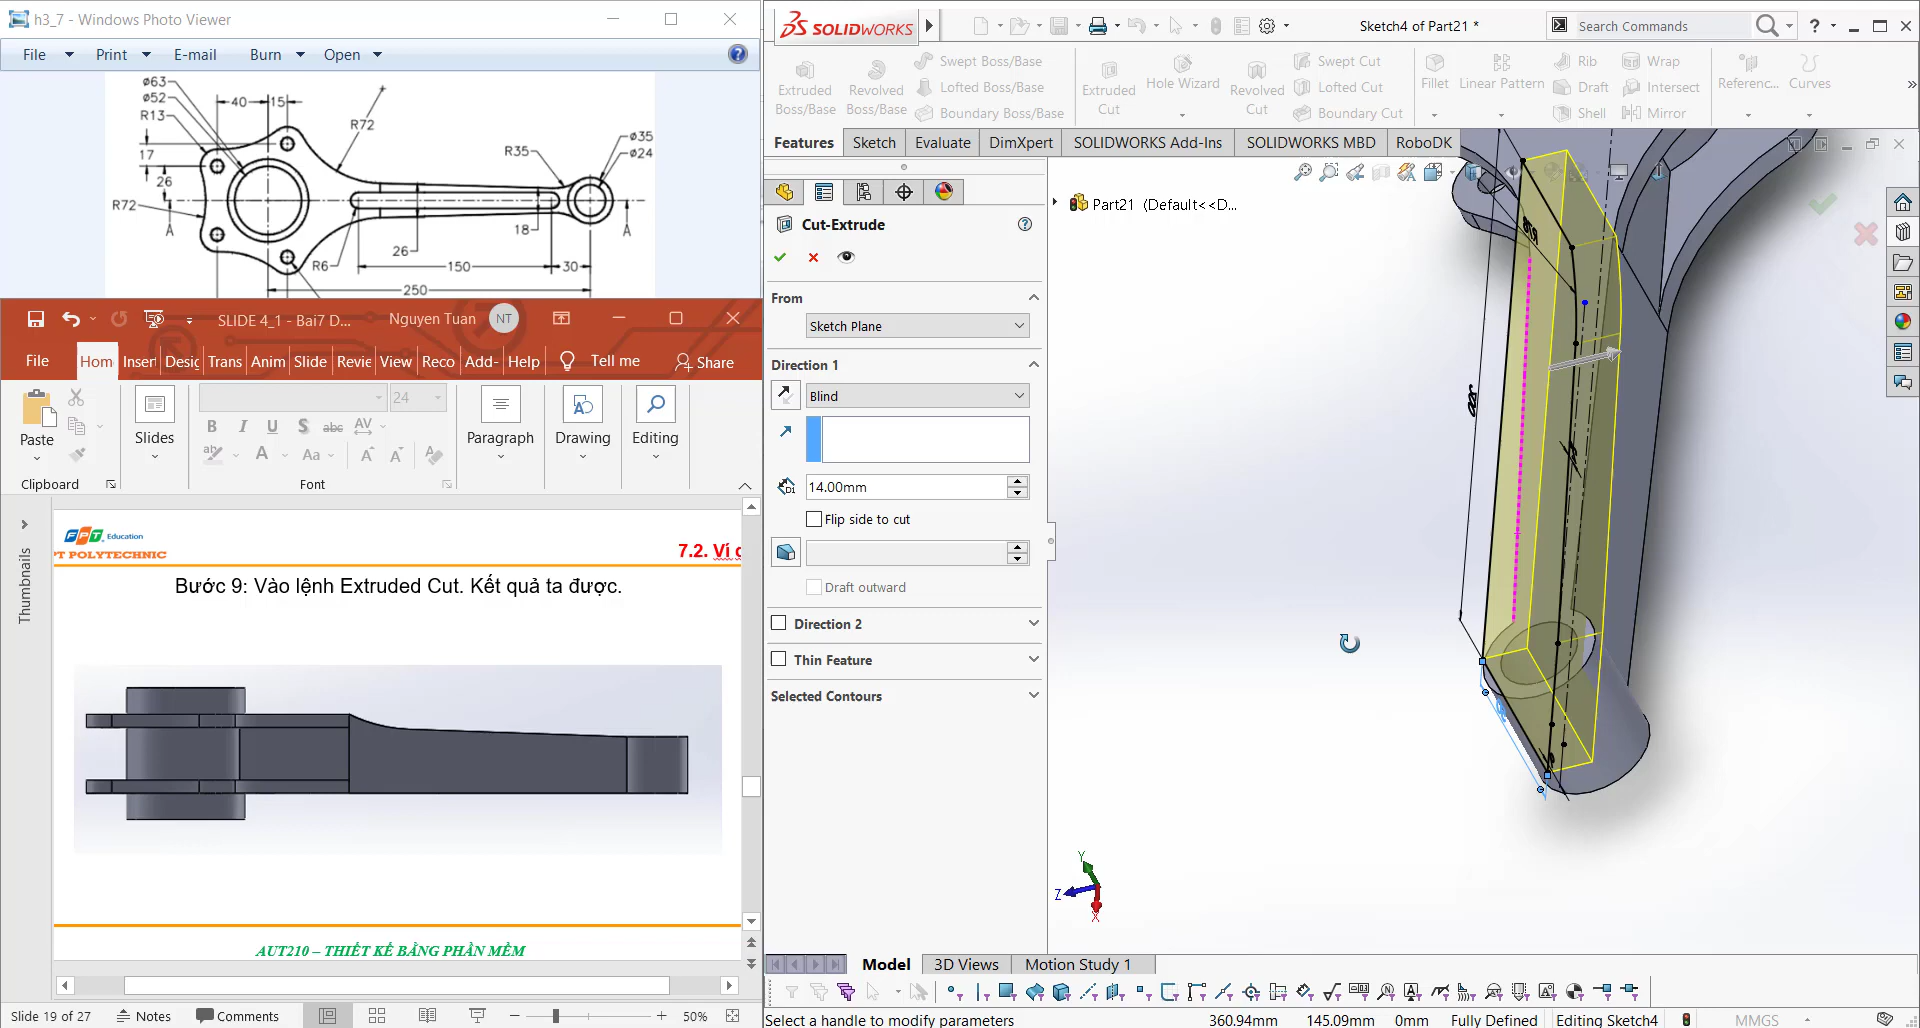 h3_7 - Windows Photo Viewer
File
Print
E-mail
Burn
Open
ø63
ø52
R13
40
15
R72
R35
ø35
ø24
17
26
R72
A
A
R6
26
18
150
30
250
SLIDE 4_1 - Bai7 D...
Nguyen Tuan
NT
File
Hom
Inser
Desig
Trans
Anim
Slide
Revie
View
Reco
Add-
Help
Tell me
Share
Paste
Slides
24
B I U S abc AV
A Aa A A
Paragraph
Drawing
Editing
Clipboard
Font
Thumbnails
FPT. Education
PT POLYTECHNIC
7.2. Ví d
Bước 9: Vào lệnh Extruded Cut. Kết quả ta được.
AUT210 – THIẾT KẾ BẰNG PHẦN MỀM
Slide 19 of 27
Notes
Comments
50%
SOLIDWORKS
Sketch4 of Part21 *
Search Commands
Extruded Boss/Base
Revolved Boss/Base
Swept Boss/Base
Lofted Boss/Base
Boundary Boss/Base
Extruded Cut
Hole Wizard
Revolved Cut
Swept Cut
Lofted Cut
Boundary Cut
Fillet
Linear Pattern
Rib
Draft
Shell
Wrap
Intersect
Mirror
Referenc...
Curves
Features
Sketch
Evaluate
DimXpert
SOLIDWORKS Add-Ins
SOLIDWORKS MBD
RoboDK
Part21 (Default<<D...
Cut-Extrude
From
Sketch Plane
Direction 1
Blind
D1
14.00mm
Flip side to cut
Draft outward
Direction 2
Thin Feature
Selected Contours
Y
Z
X
Model
3D Views
Motion Study 1
Select a handle to modify parameters
360.94mm
145.09mm
0mm
Fully Defined
Editing Sketch4
MMGS